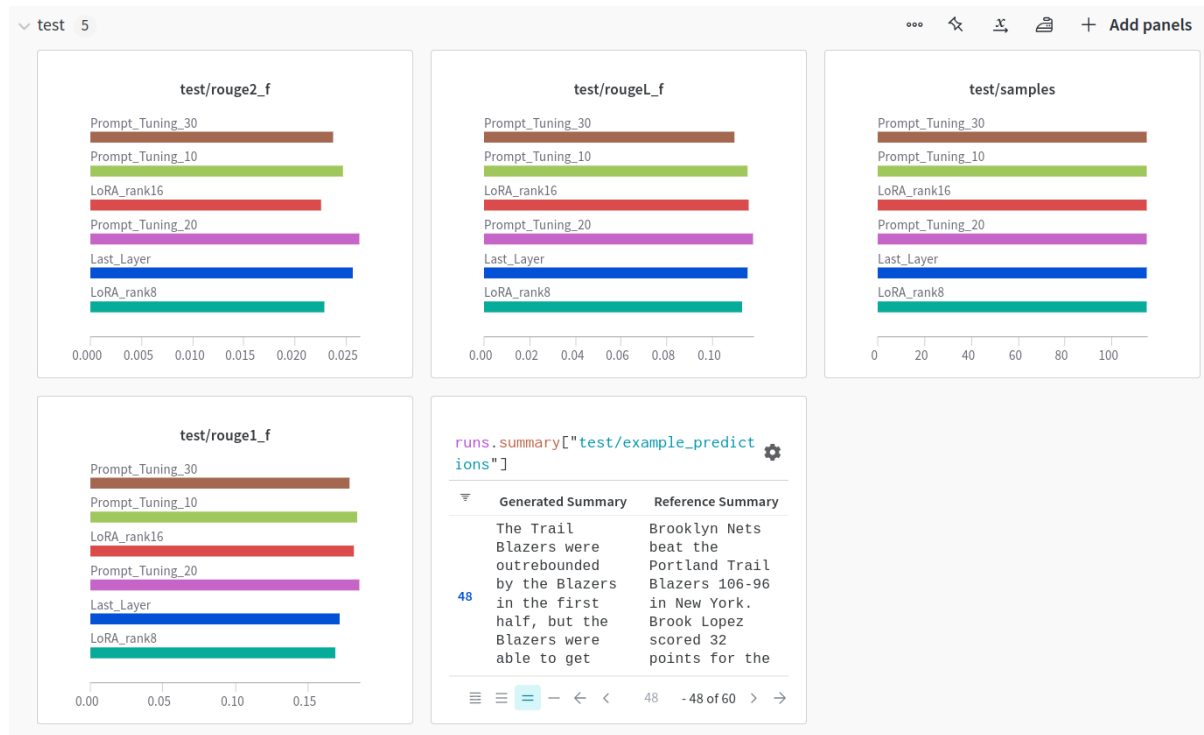 test 5
Add panels
test/rouge2_f
Prompt_Tuning_30
Prompt_Tuning_10
LoRA_rank16
Prompt_Tuning_20
Last_Layer
LoRA_rank8
0.000 0.005 0.010 0.015 0.020 0.025
test/rougeL_f
Prompt_Tuning_30
Prompt_Tuning_10
LoRA_rank16
Prompt_Tuning_20
Last_Layer
LoRA_rank8
0.00 0.02 0.04 0.06 0.08 0.10
test/samples
Prompt_Tuning_30
Prompt_Tuning_10
LoRA_rank16
Prompt_Tuning_20
Last_Layer
LoRA_rank8
0 20 40 60 80 100
test/rouge1_f
Prompt_Tuning_30
Prompt_Tuning_10
LoRA_rank16
Prompt_Tuning_20
Last_Layer
LoRA_rank8
0.00 0.05 0.10 0.15
runs.summary["test/example_predict
ions"]
Generated Summary Reference Summary
48
The Trail
Blazers were
outrebounded
by the Blazers
in the first
half, but the
Blazers were
able to get
Brooklyn Nets
beat the
Portland Trail
Blazers 106-96
in New York.
Brook Lopez
scored 32
points for the
48 - 48 of 60